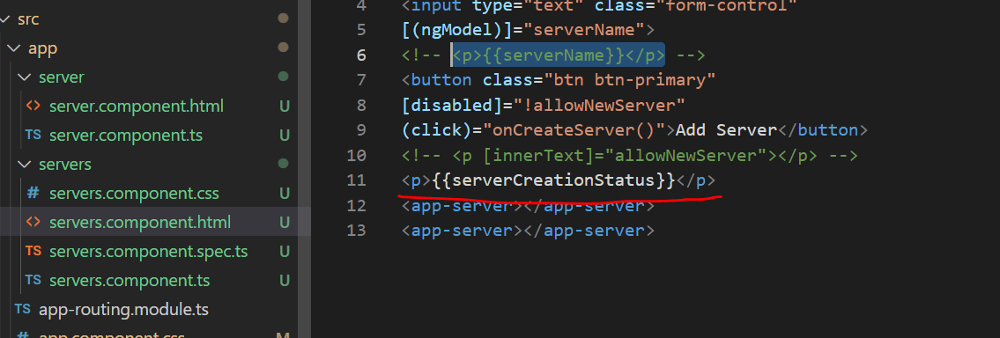 src
app
server
server.component.html U
TS server.component.ts U
servers
# servers.component.css U
servers.component.html U
TS servers.component.spec.ts U
TS servers.component.ts U
TS app-routing.module.ts
# app.component.css M
4 <input type="text" class="form-control"
5 [(ngModel)]="serverName">
6 <!-- <p>{{serverName}}</p> -->
7 <button class="btn btn-primary"
8 [disabled]="!allowNewServer"
9 (click)="onCreateServer()">Add Server</button>
10 <!-- <p [innerText]="allowNewServer"></p> -->
11 <p>{{serverCreationStatus}}</p>
12 <app-server></app-server>
13 <app-server></app-server>